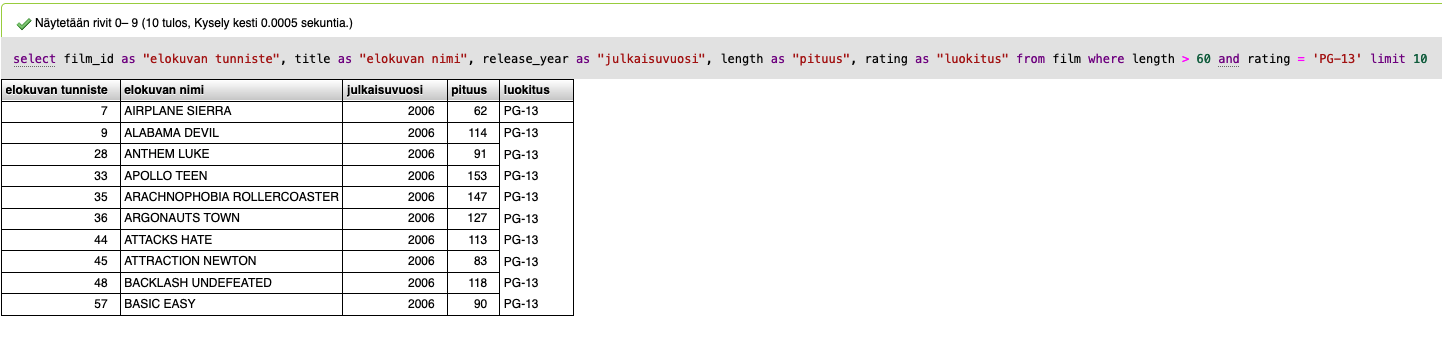 Näytetään rivit 0– 9 (10 tulos, Kysely kesti 0.0005 sekuntia.)
select film_id as "elokuvan tunniste", title as "elokuvan nimi", release_year as "julkaisuvuosi", length as "pituus", rating as "luokitus" from film where length > 60 and rating = 'PG-13' limit 10
elokuvan tunniste elokuvan nimi julkaisuvuosi pituus luokitus
7 AIRPLANE SIERRA 2006 62 PG-13
9 ALABAMA DEVIL 2006 114 PG-13
28 ANTHEM LUKE 2006 91 PG-13
33 APOLLO TEEN 2006 153 PG-13
35 ARACHNOPHOBIA ROLLERCOASTER 2006 147 PG-13
36 ARGONAUTS TOWN 2006 127 PG-13
44 ATTACKS HATE 2006 113 PG-13
45 ATTRACTION NEWTON 2006 83 PG-13
48 BACKLASH UNDEFEATED 2006 118 PG-13
57 BASIC EASY 2006 90 PG-13